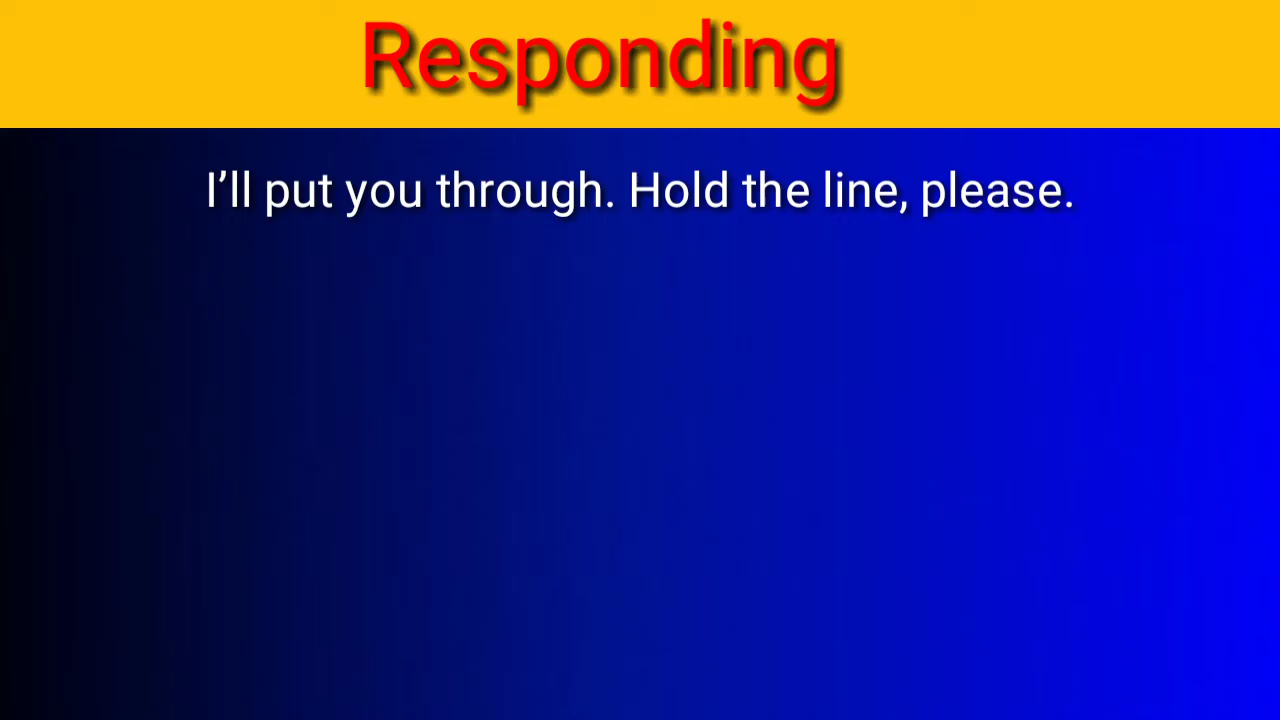 Responding
I’ll put you through. Hold the line, please.